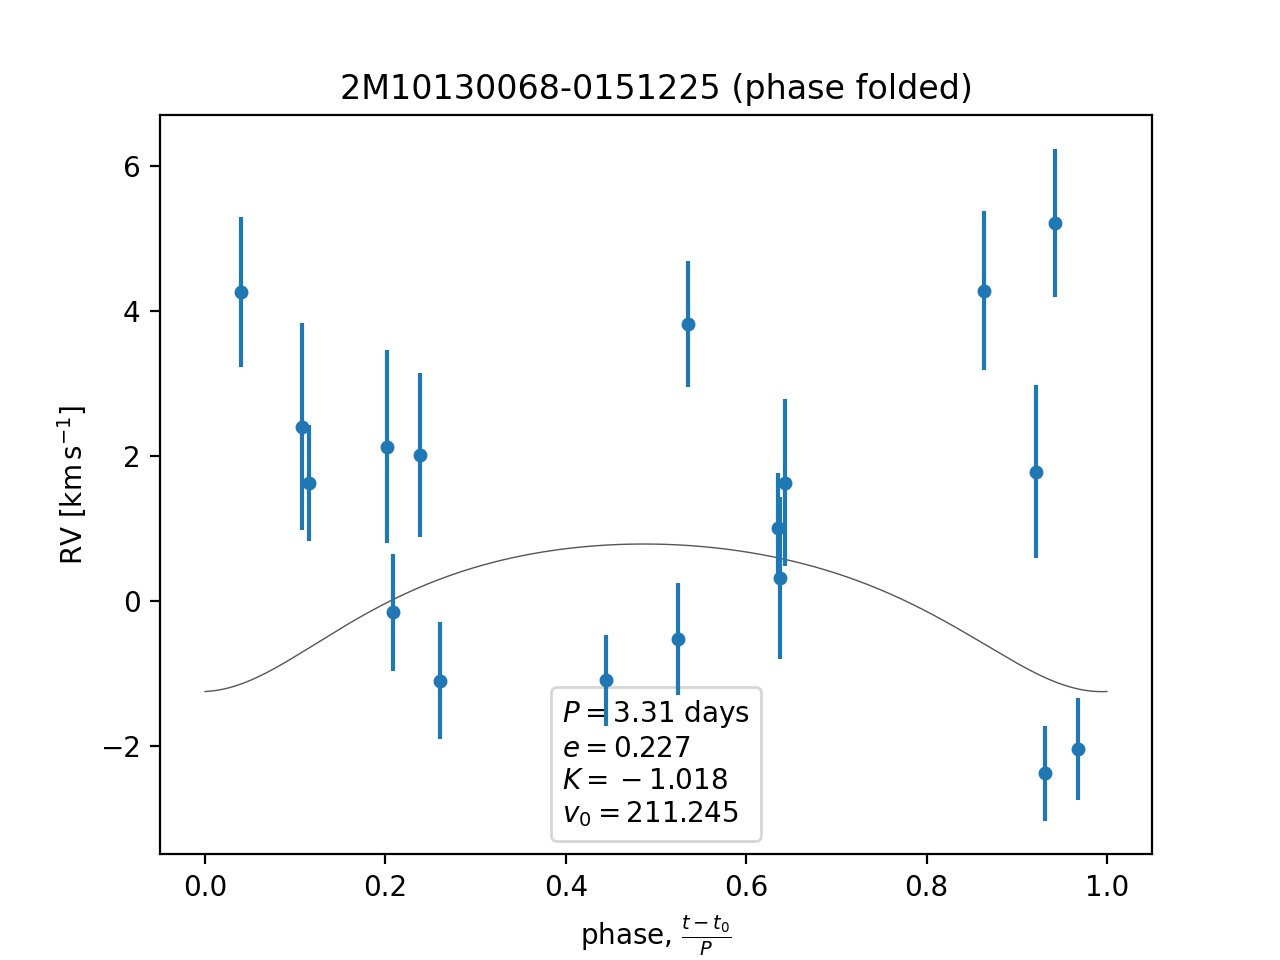 2M10130068-0151225 (phase folded)
6
4
2
0
−2
RV [km s⁻¹]
P = 3.31 days
e = 0.227
K = −1.018
v₀ = 211.245
0.0 0.2 0.4 0.6 0.8 1.0
phase, (t − t₀)/P